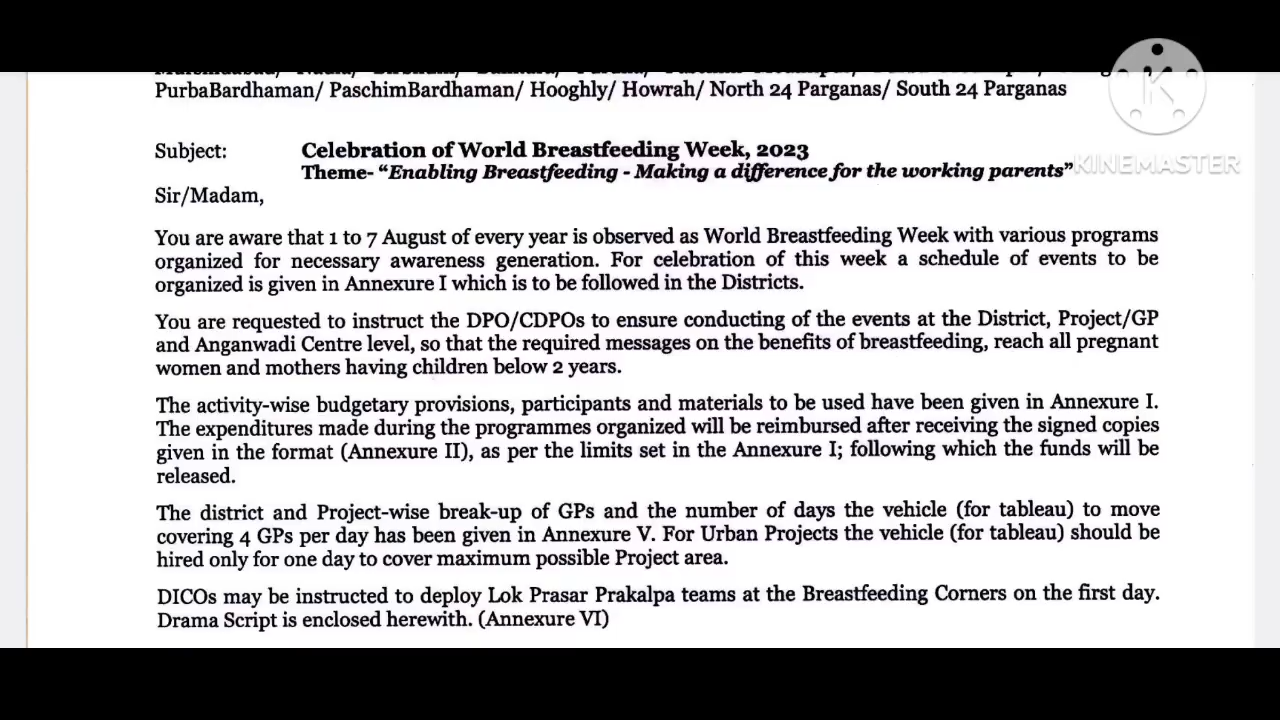 PurbaBardhaman/ PaschimBardhaman/ Hooghly/ Howrah/ North 24 Parganas/ South 24 Parganas
KINEMASTER
Subject: Celebration of World Breastfeeding Week, 2023
Theme- “Enabling Breastfeeding - Making a difference for the working parents”
Sir/Madam,
You are aware that 1 to 7 August of every year is observed as World Breastfeeding Week with various programs
organized for necessary awareness generation. For celebration of this week a schedule of events to be
organized is given in Annexure I which is to be followed in the Districts.
You are requested to instruct the DPO/CDPOs to ensure conducting of the events at the District, Project/GP
and Anganwadi Centre level, so that the required messages on the benefits of breastfeeding, reach all pregnant
women and mothers having children below 2 years.
The activity-wise budgetary provisions, participants and materials to be used have been given in Annexure I.
The expenditures made during the programmes organized will be reimbursed after receiving the signed copies
given in the format (Annexure II), as per the limits set in the Annexure I; following which the funds will be
released.
The district and Project-wise break-up of GPs and the number of days the vehicle (for tableau) to move
covering 4 GPs per day has been given in Annexure V. For Urban Projects the vehicle (for tableau) should be
hired only for one day to cover maximum possible Project area.
DICOs may be instructed to deploy Lok Prasar Prakalpa teams at the Breastfeeding Corners on the first day.
Drama Script is enclosed herewith. (Annexure VI)